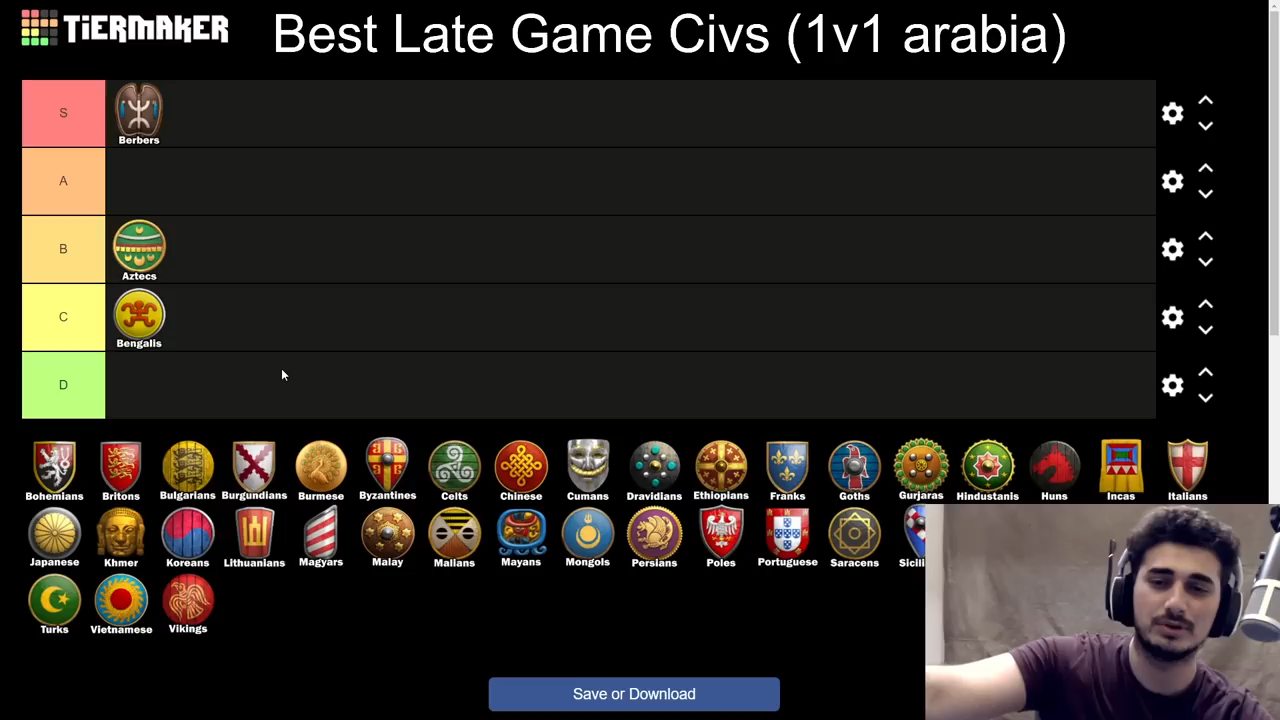 TIERMAKER
Best Late Game Civs (1v1 arabia)
S
Berbers
A
B
Aztecs
C
Bengalis
D
Bohemians Britons Bulgarians Burgundians Burmese Byzantines Celts Chinese Cumans Dravidians Ethiopians Franks Goths Gurjaras Hindustanis Huns Incas Italians
Japanese Khmer Koreans Lithuanians Magyars Malay Malians Mayans Mongols Persians Poles Portuguese Saracens
Turks Vietnamese Vikings
Save or Download